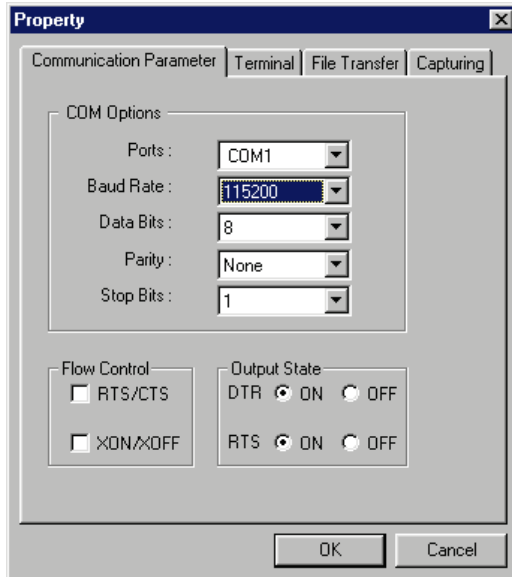 Property
Communication Parameter Terminal File Transfer Capturing
COM Options
Ports : COM1
Baud Rate : 115200
Data Bits : 8
Parity : None
Stop Bits : 1
Flow Control
RTS/CTS
XON/XOFF
Output State
DTR ON OFF
RTS ON OFF
OK Cancel